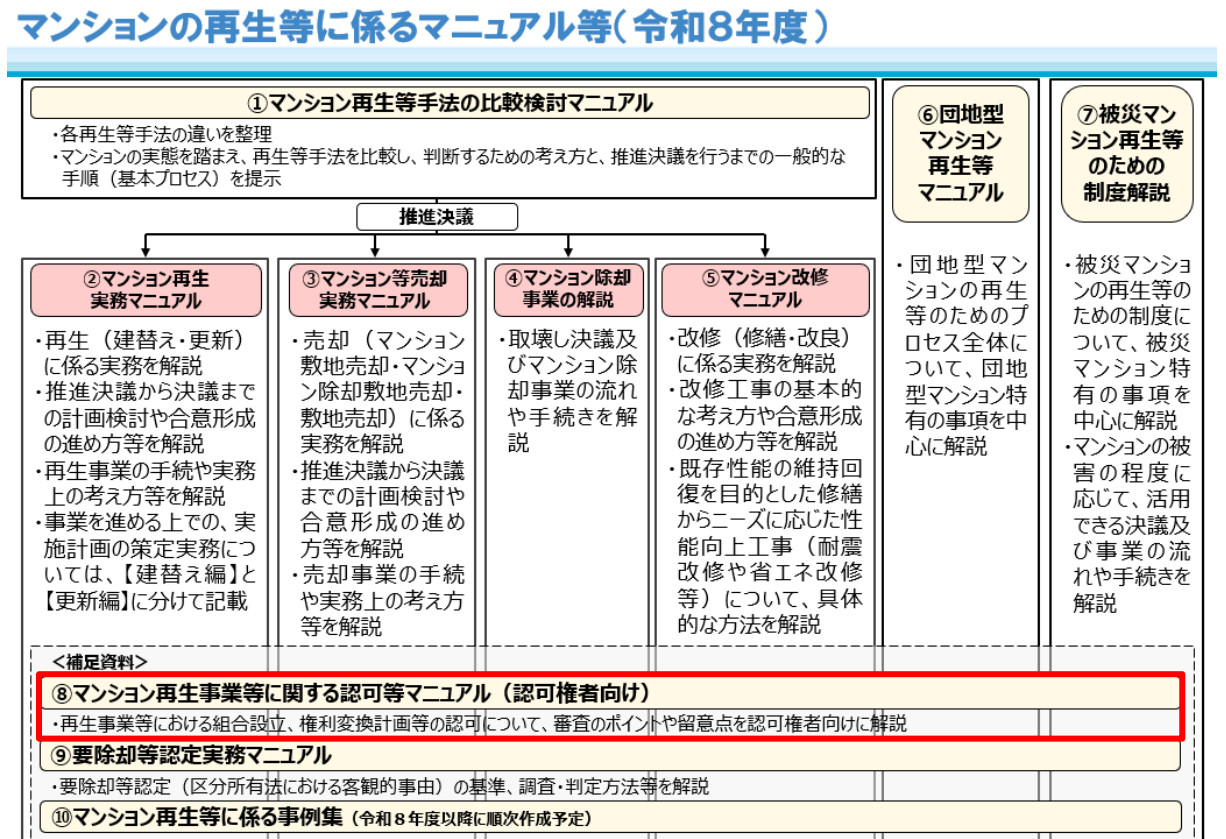 マンションの再生等に係るマニュアル等(令和8年度)
①マンション再生等手法の比較検討マニュアル
・各再生等手法の違いを整理
・マンションの実態を踏まえ、再生等手法を比較し、判断するための考え方と、推進決議を行うまでの一般的な
手順（基本プロセス）を提示
推進決議
②マンション再生
実務マニュアル
・再生（建替え・更新）
に係る実務を解説
・推進決議から決議まで
の計画検討や合意形成
の進め方等を解説
・再生事業の手続や実務
上の考え方等を解説
・事業を進める上での、実
施計画の策定実務につ
いては、【建替え編】と
【更新編】に分けて記載
③マンション等売却
実務マニュアル
・売却（マンション
敷地売却・マンショ
ン除却敷地売却・
敷地売却）に係る
実務を解説
・推進決議から決議
までの計画検討や
合意形成の進め
方等を解説
・売却事業の手続
や実務上の考え方
等を解説
④マンション除却
事業の解説
・取壊し決議及
びマンション除
却事業の流れ
や手続きを解
説
⑤マンション改修
マニュアル
・改修（修繕・改良）
に係る実務を解説
・改修工事の基本的
な考え方や合意形成
の進め方等を解説
・既存性能の維持回
復を目的とした修繕
からニーズに応じた性
能向上工事（耐震
改修や省エネ改修
等）について、具体
的な方法を解説
⑥団地型
マンション
再生等
マニュアル
・団地型マン
ションの再生
等のためのプ
ロセス全体に
ついて、団地
型マンション特
有の事項を中
心に解説
⑦被災マン
ション再生等
のための
制度解説
・被災マンショ
ンの再生等の
ための制度に
ついて、被災
マンション特
有の事項を
中心に解説
・マンションの被
害の程度に
応じて、活用
できる決議及
び事業の流
れや手続きを
解説
＜補足資料＞
⑧マンション再生事業等に関する認可等マニュアル（認可権者向け）
・再生事業等における組合設立、権利変換計画等の認可について、審査のポイントや留意点を認可権者向けに解説
⑨要除却等認定実務マニュアル
・要除却等認定（区分所有法における客観的事由）の基準、調査・判定方法等を解説
⑩マンション再生等に係る事例集（令和８年度以降に順次作成予定）